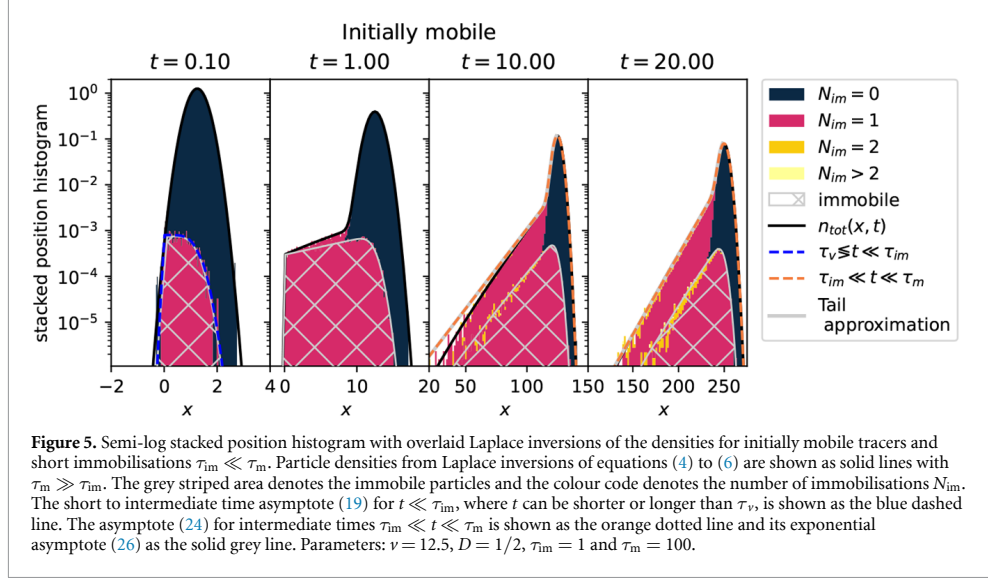 Initially mobile
t = 0.10 t = 1.00 t = 10.00 t = 20.00
stacked position histogram
10⁰
10⁻¹
10⁻²
10⁻³
10⁻⁴
10⁻⁵
−2 0 2 4 0 10 20 50 100 150 150 200 250
x x x x
N_im = 0
N_im = 1
N_im = 2
N_im > 2
immobile
n_tot(x, t)
τ_v ≶ t ≪ τ_im
τ_im ≪ t ≪ τ_m
Tail
approximation
Figure 5. Semi-log stacked position histogram with overlaid Laplace inversions of the densities for initially mobile tracers and
short immobilisations τ_im ≪ τ_m. Particle densities from Laplace inversions of equations (4) to (6) are shown as solid lines with
τ_m ≫ τ_im. The grey striped area denotes the immobile particles and the colour code denotes the number of immobilisations N_im.
The short to intermediate time asymptote (19) for t ≪ τ_im, where t can be shorter or longer than τ_v, is shown as the blue dashed
line. The asymptote (24) for intermediate times τ_im ≪ t ≪ τ_m is shown as the orange dotted line and its exponential
asymptote (26) as the solid grey line. Parameters: v = 12.5, D = 1/2, τ_im = 1 and τ_m = 100.